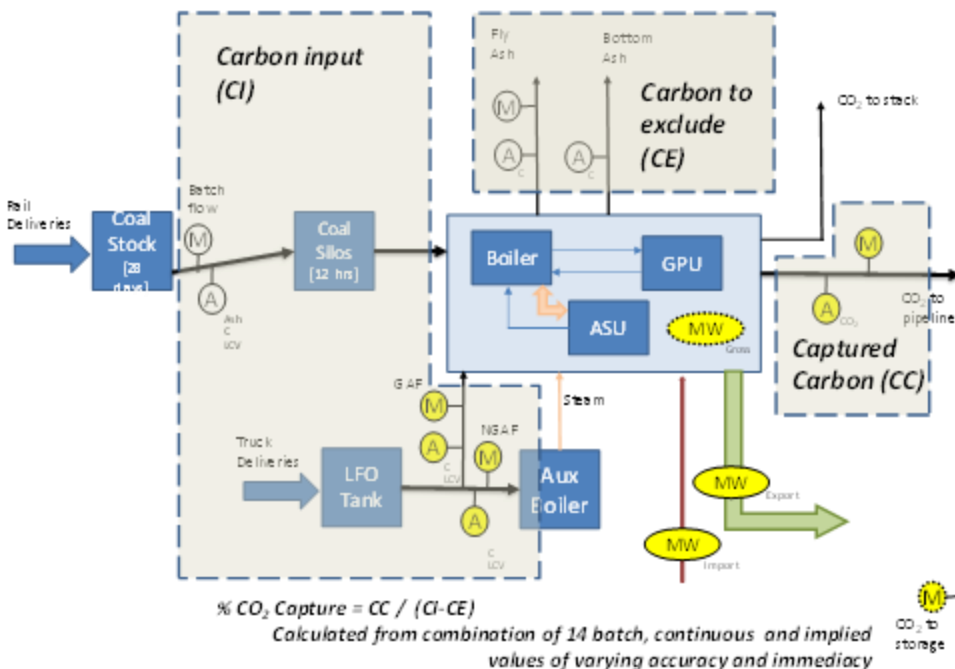 Carbon input
(CI)
Fly
Ash
Bottom
Ash
M
A
C
A
C
Carbon to
exclude
(CE)
CO₂ to stack
Rail
Deliveries
Coal
Stock
[28
days]
Batch
flow
M
A
Ash
C
LCV
Coal
Silos
[12 hrs]
Boiler
GPU
ASU
MW
Gross
M
A
CO₂
CO₂ to
pipeline
Captured
Carbon (CC)
GAF
M
A
C
LCV
NGAF
M
A
C
LCV
Steam
Truck
Deliveries
LFO
Tank
Aux
Boiler
MW
Export
MW
Import
% CO₂ Capture = CC / (CI-CE)
Calculated from combination of 14 batch, continuous and implied
values of varying accuracy and immediacy
M
CO₂ to
storage